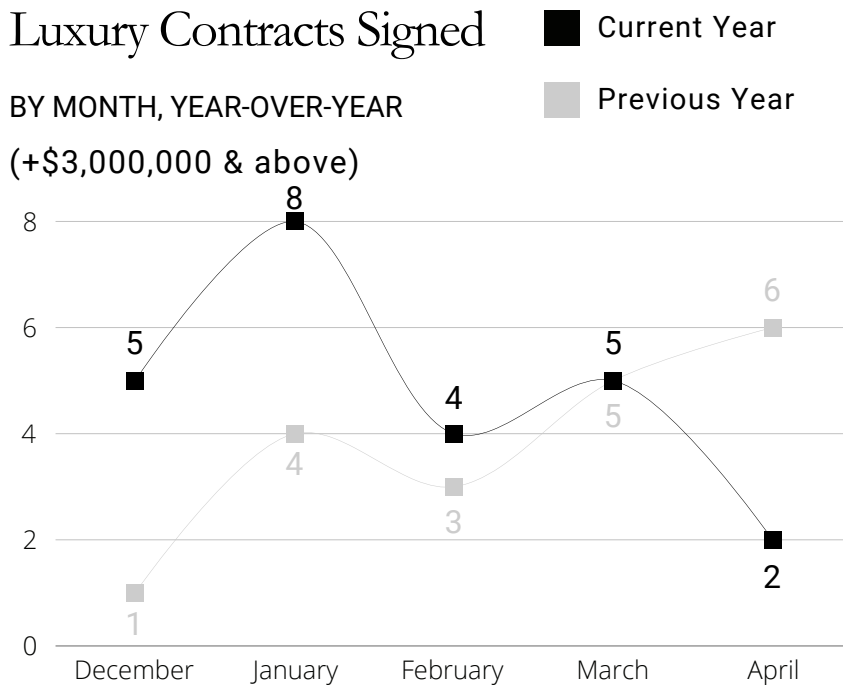 Luxury Contracts Signed
BY MONTH, YEAR-OVER-YEAR
(+$3,000,000 & above)
Current Year
Previous Year
8
6
4
2
0
5
8
4
5
2
1
4
3
5
6
December
January
February
March
April